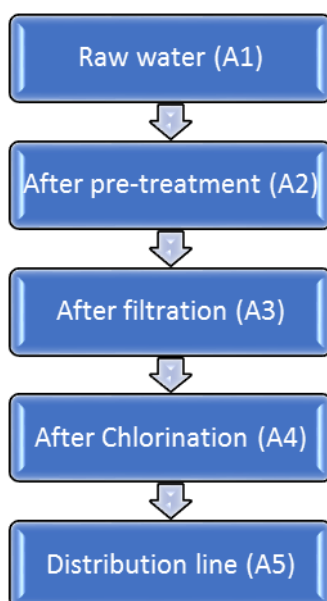 Raw water (A1)
After pre-treatment (A2)
After filtration (A3)
After Chlorination (A4)
Distribution line (A5)